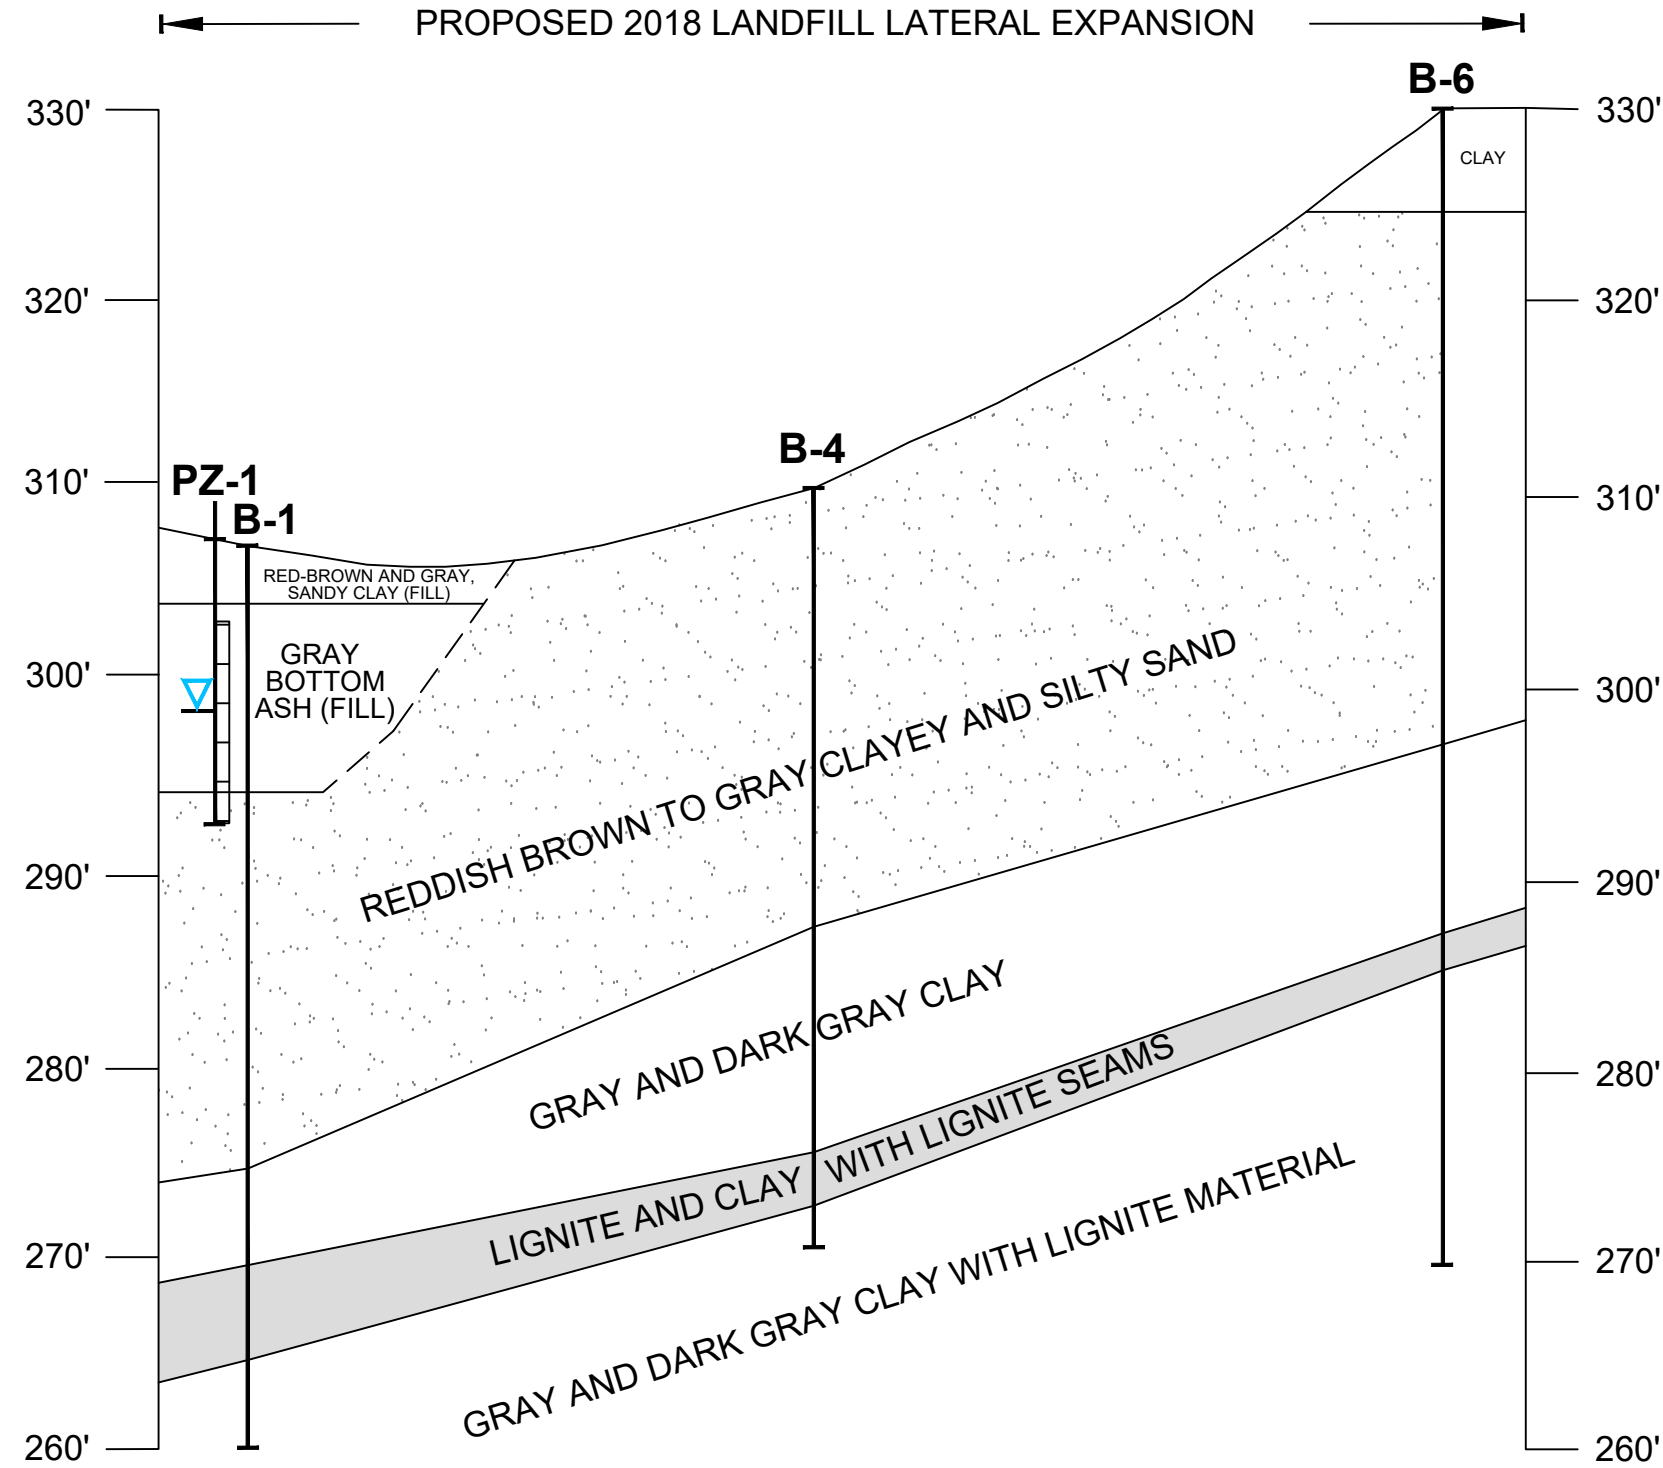 PROPOSED 2018 LANDFILL LATERAL EXPANSION
B-6
330'
330'
CLAY
320'
320'
B-4
310'
310'
PZ-1
B-1
RED-BROWN AND GRAY,
SANDY CLAY (FILL)
GRAY
BOTTOM
ASH (FILL)
300'
300'
REDDISH BROWN TO GRAY CLAYEY AND SILTY SAND
290'
290'
GRAY AND DARK GRAY CLAY
280'
280'
LIGNITE AND CLAY WITH LIGNITE SEAMS
270'
270'
GRAY AND DARK GRAY CLAY WITH LIGNITE MATERIAL
260'
260'